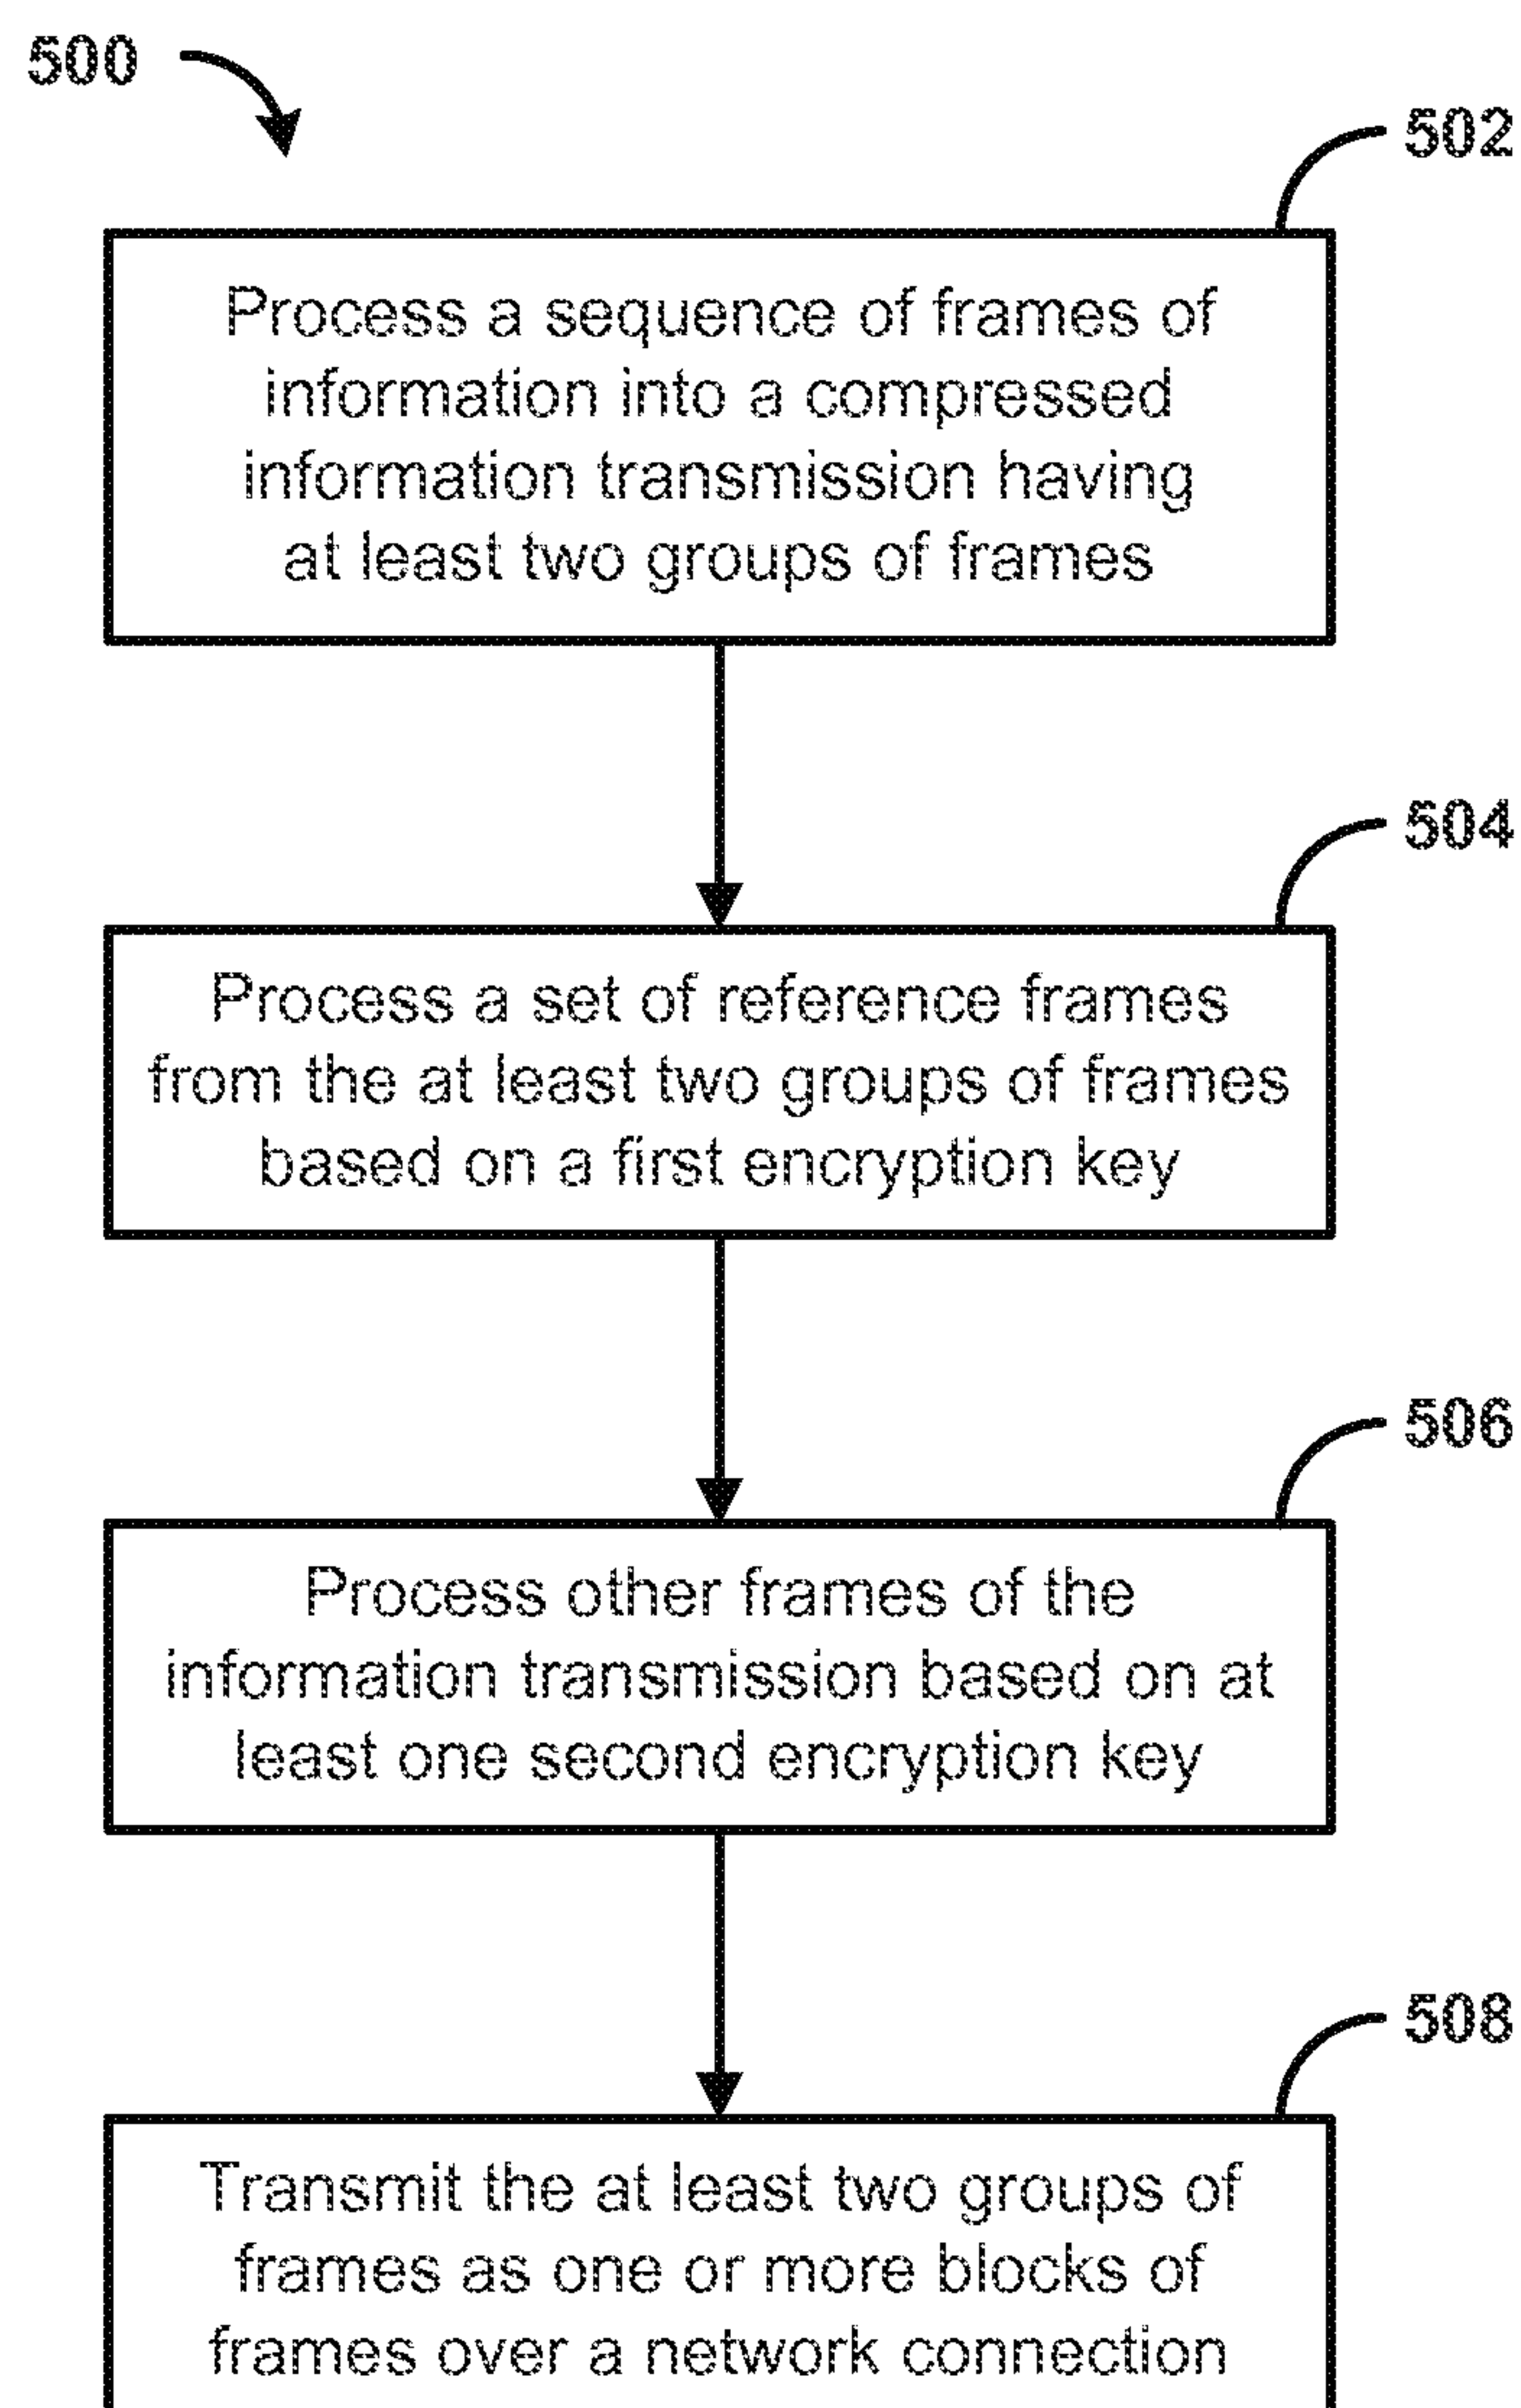 500
502
Process a sequence of frames of
information into a compressed
information transmission having
at least two groups of frames
504
Process a set of reference frames
from the at least two groups of frames
based on a first encryption key
506
Process other frames of the
information transmission based on at
least one second encryption key
508
Transmit the at least two groups of
frames as one or more blocks of
frames over a network connection